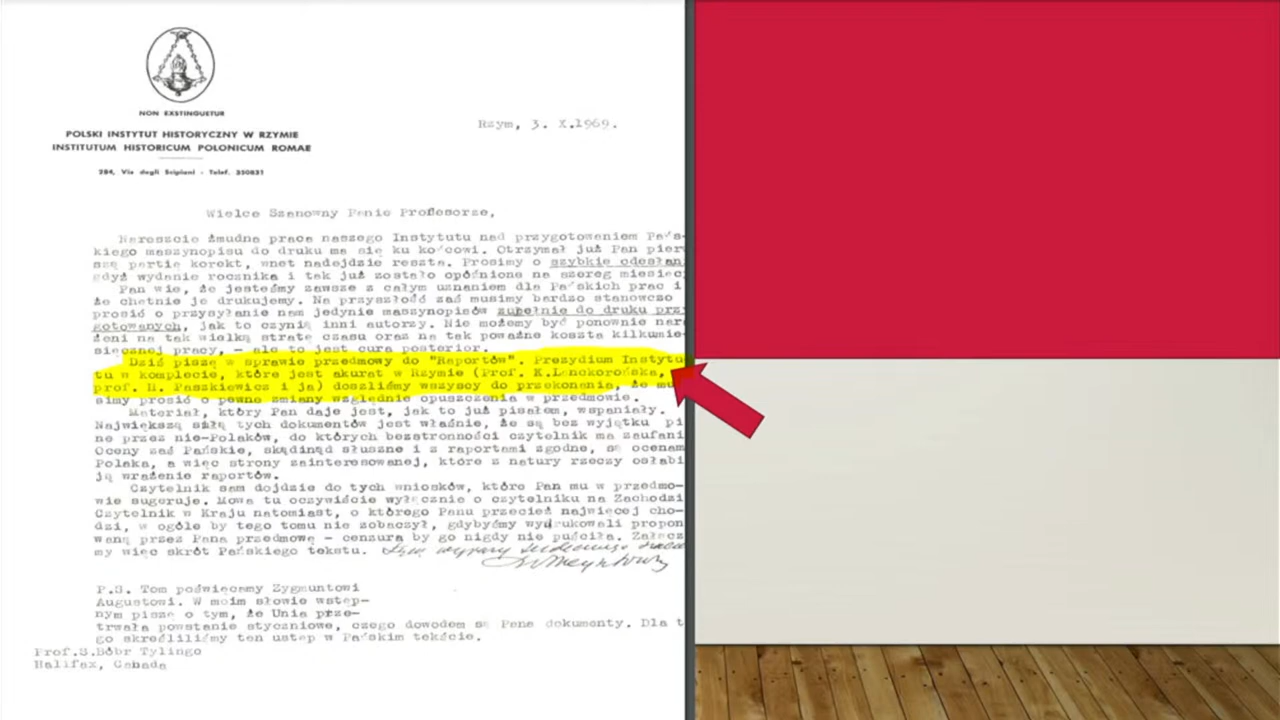 NON EXSTINGUETUR
POLSKI INSTYTUT HISTORYCZNY W RZYMIE
INSTITUTUM HISTORICUM POLONICUM ROMAE
284, Via degli Scipioni - Telef. 350831
Rzym, 3. X.1969.
Wielce Szanowny Panie Profesorze,
Nareszcie żmudna praca naszego Instytutu nad przygotowaniem Pańs-
kiego maszynopisu do druku ma się ku końcowi. Otrzymał już Pan pier
szę partię korekt, wnet nadejdzie reszta. Prosimy o szybkie odesłan
gdyż wydanie rocznika i tak już zostało opóźnione na szereg miesięc
Pan wie, że jesteśmy zawsze z całym uznaniem dla Pańskich prac i
że chętnie je drukujemy. Na przyszłość zaś musimy bardzo stanowczo
prosić o przysyłanie nam jedynie maszynopisów zupełnie do druku prz
gotowanych, jak to czynią inni autorzy. Nie możemy być ponownie nar
żeni na tak wielką stratę czasu oraz na tak poważne koszta kilkumie-
sięcznej pracy, - ale to jest cura posterior.
Dziś piszę w sprawie przedmowy do "Raportów". Prezydium Instytu
tu w komplecie, które jest akurat w Rzymie (Prof. K.Lanckorońska,
prof. H. Paszkiewicz i ja) doszliśmy wszyscy do przekonania, że mu
simy prosić o pewne zmiany względnie opuszczenia w przedmowie.
Materiał, który Pan daje jest, jak to już pisałem, wspaniały.
Największą siłą tych dokumentów jest właśnie, że są bez wyjątku pi
ne przez nie-Polaków, do których bezstronności czytelnik ma zaufani
Oceny zaś Pańskie, skądinąd słuszne i z raportami zgodne, są ocenam
Polaka, a więc strony zainteresowanej, które z natury rzeczy osłabi
ją wrażenie raportów.
Czytelnik sam dojdzie do tych wniosków, które Pan mu w przedmo-
wie sugeruje. Mowa tu oczywiście wyłącznie o czytelniku na Zachodzi
Czytelnik w Kraju natomiast, o którego Panu przecież najwięcej cho-
dzi, w ogóle by tego tomu nie zobaczył, gdybyśmy wydrukowali propon
waną przez Pana przedmowę - cenzura by go nigdy nie puściła. Załącz
my więc skrót Pańskiego tekstu. wyrazy
P.S. Tom poświęcamy Zygmuntowi
Augustowi. W moim słowie wstęp-
nym piszę o tym, że Unia prze-
trwała powstanie styczniowe, czego dowodem są Pana dokumenty. Dla t
go skreśliliśmy ten ustęp w Pańskim tekście.
Prof.S.Bóbr Tylingo
Halifax, Canada